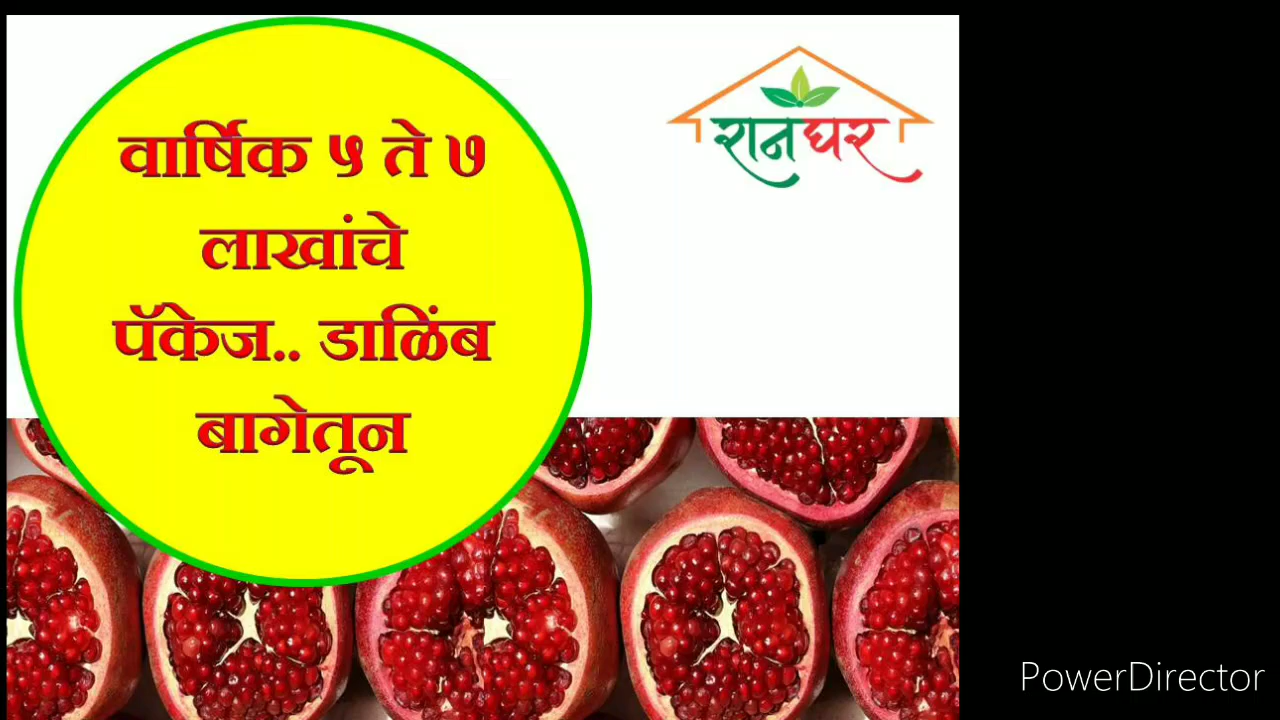 वार्षिक ५ ते ७
लाखांचे
पॅकेज.. डाळिंब
बागेतून
रानघर
PowerDirector